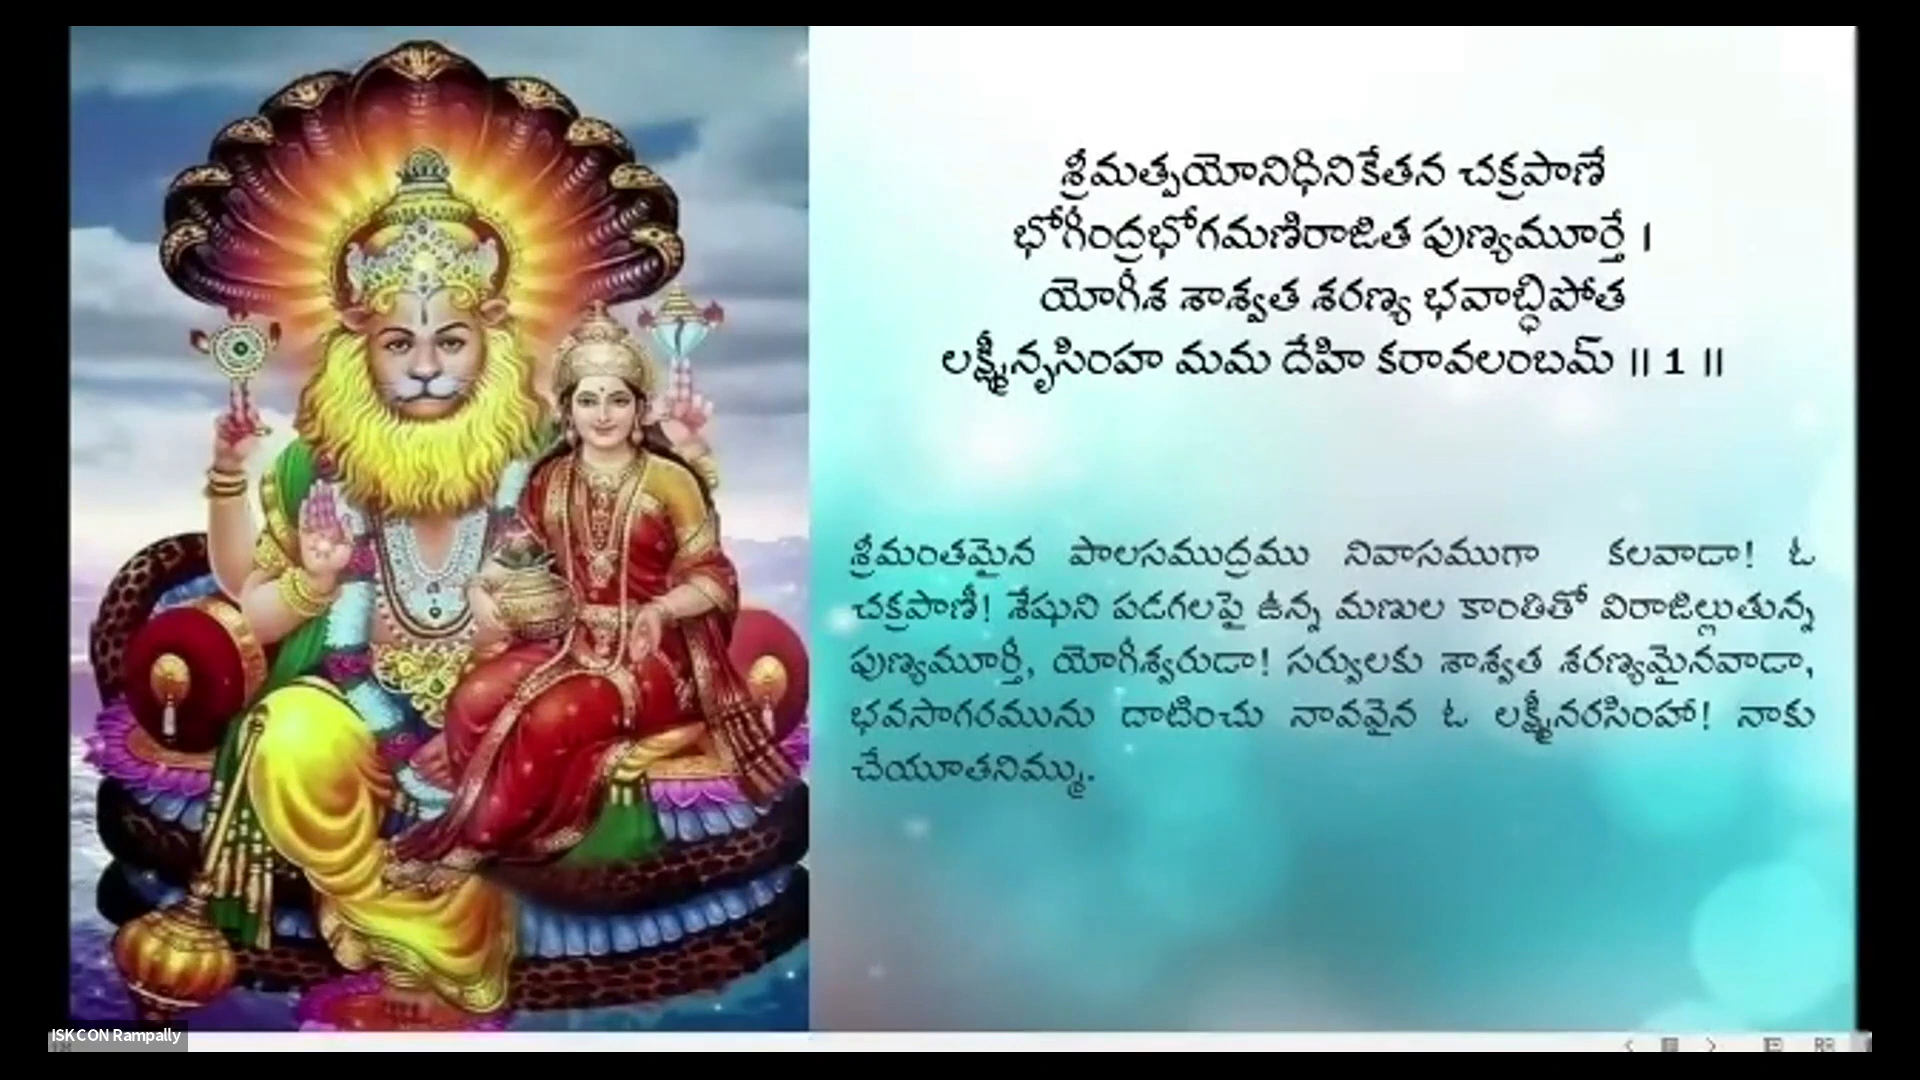 శ్రీమత్పయోనిధినికేతన చక్రపాణే
భోగీంద్రభోగమణిరాజిత పుణ్యమూర్తే ।
యోగీశ శాశ్వత శరణ్య భవాబ్ధిపోత
లక్ష్మీనృసింహ మమ దేహి కరావలంబమ్ ॥ 1 ॥
శ్రీమంతమైన పాలసముద్రము నివాసముగా కలవాడా! ఓ
చక్రపాణీ! శేషుని పడగలపై ఉన్న మణుల కాంతితో విరాజిల్లుతున్న
పుణ్యమూర్తీ, యోగీశ్వరుడా! సర్వులకు శాశ్వత శరణ్యమైనవాడా,
భవసాగరమును దాటించు నావవైన ఓ లక్ష్మీనరసింహా! నాకు
చేయూతనిమ్ము.
ISKCON Rampally